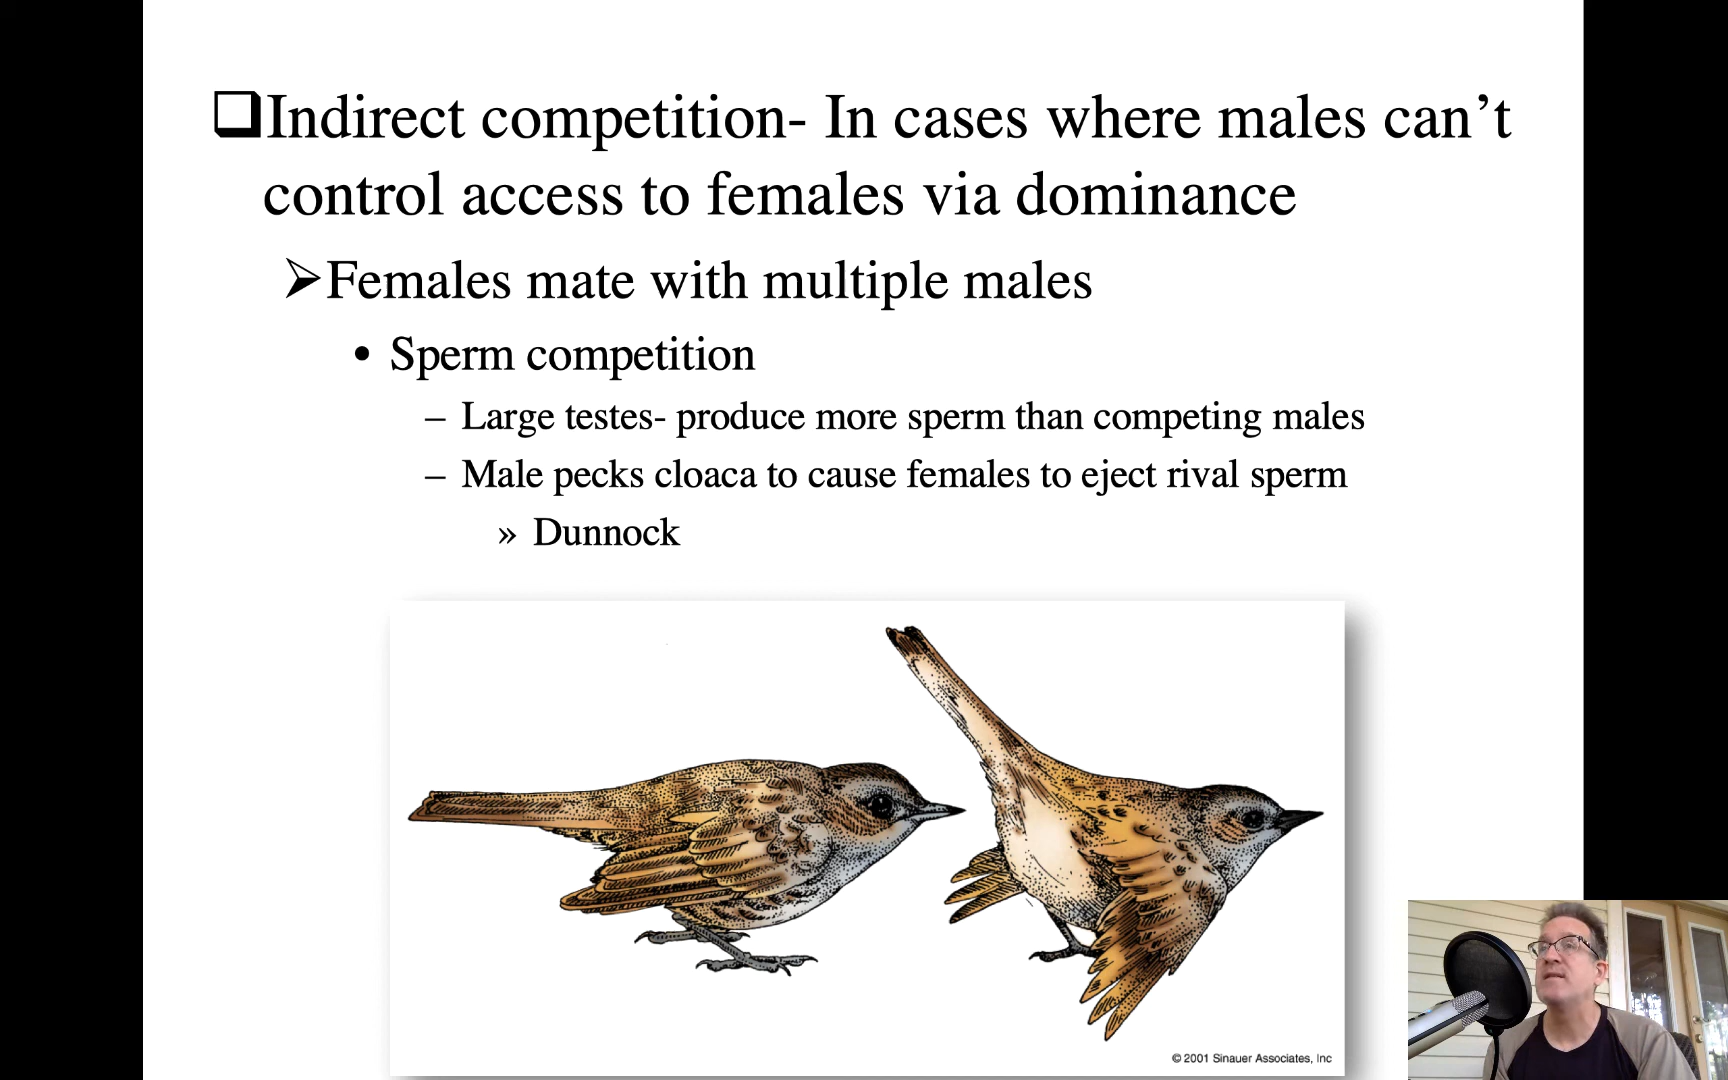 ❑Indirect competition- In cases where males can’t
control access to females via dominance
➢Females mate with multiple males
• Sperm competition
– Large testes- produce more sperm than competing males
– Male pecks cloaca to cause females to eject rival sperm
» Dunnock
© 2001 Sinauer Associates, Inc